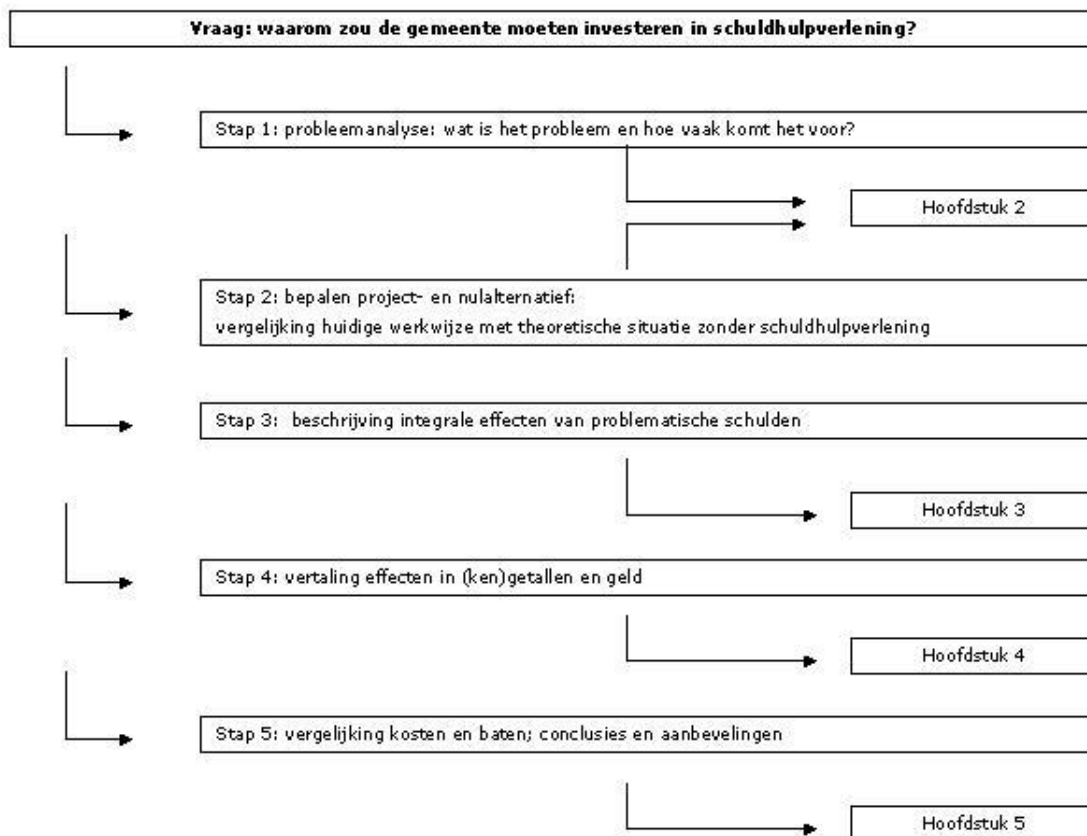 Vraag: waarom zou de gemeente moeten investeren in schuldhulpverlening?
Stap 1: probleemanalyse: wat is het probleem en hoe vaak komt het voor?
Hoofdstuk 2
Stap 2: bepalen project- en nulalternatief:
vergelijking huidige werkwijze met theoretische situatie zonder schuldhulpverlening
Stap 3: beschrijving integrale effecten van problematische schulden
Hoofdstuk 3
Stap 4: vertaling effecten in (ken)getallen en geld
Hoofdstuk 4
Stap 5: vergelijking kosten en baten; conclusies en aanbevelingen
Hoofdstuk 5